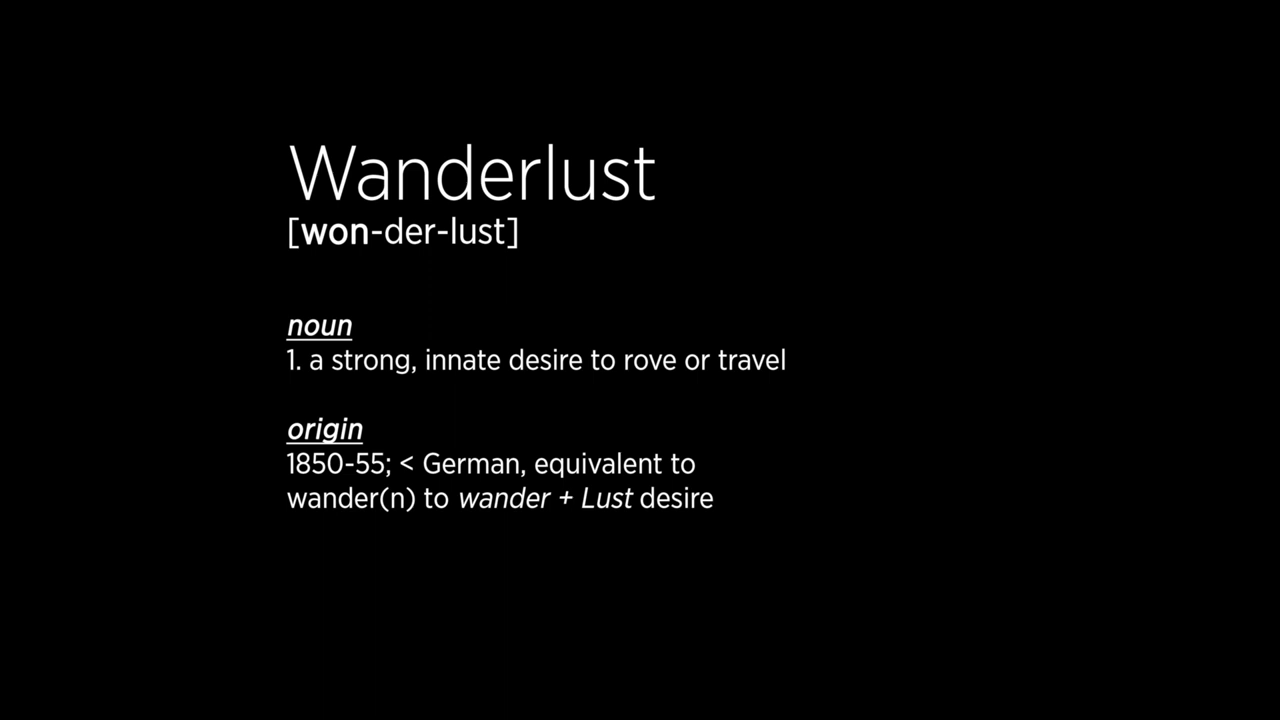 Wanderlust
[won-der-lust]
noun
1. a strong, innate desire to rove or travel
origin
1850-55; < German, equivalent to
wander(n) to wander + Lust desire